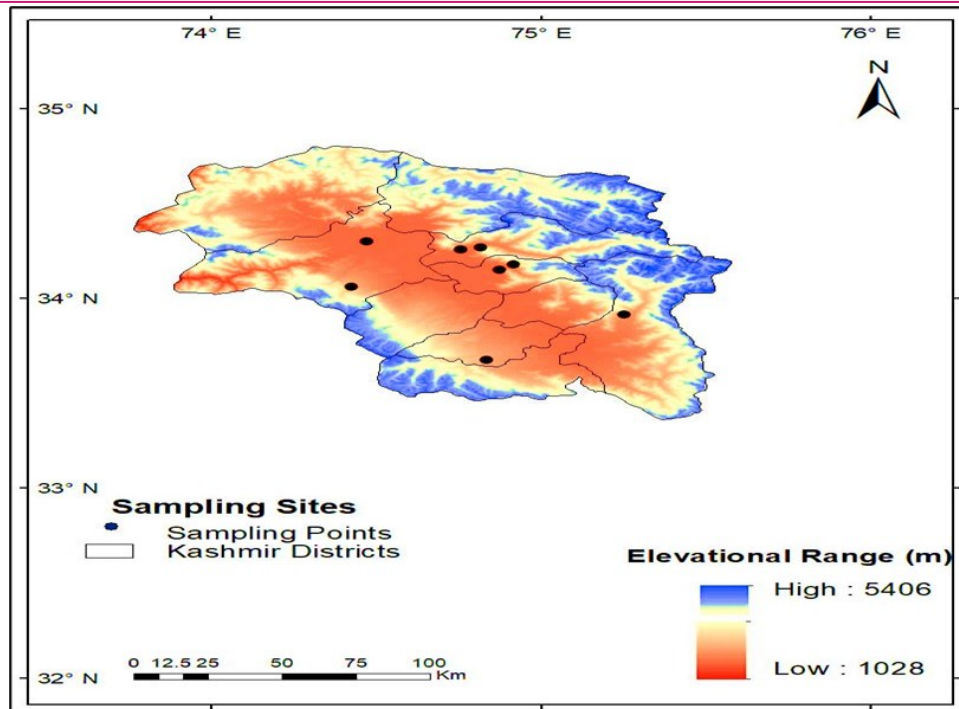 74° E 75° E 76° E
N
35° N
34° N
33° N
Sampling Sites
Sampling Points
Kashmir Districts
Elevational Range (m)
High : 5406
Low : 1028
0 12.5 25 50 75 100
Km
32° N